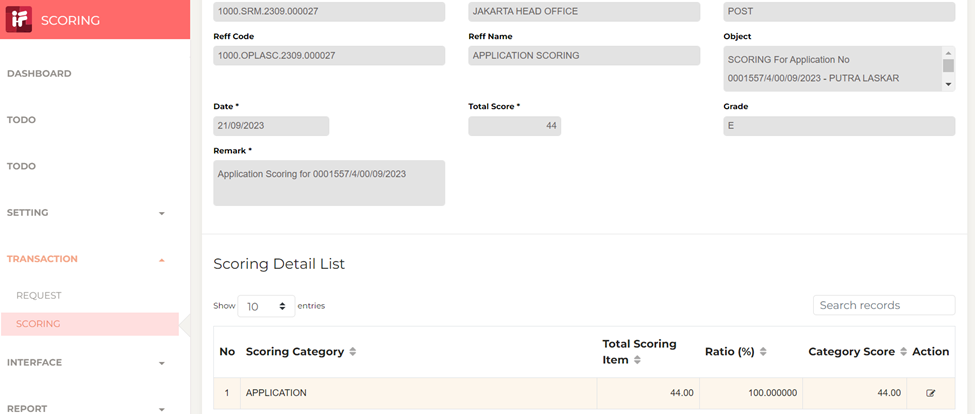 iF SCORING
DASHBOARD
TODO
TODO
SETTING
TRANSACTION
REQUEST
SCORING
INTERFACE
REPORT
1000.SRM.2309.000027
JAKARTA HEAD OFFICE
POST
Reff Code
Reff Name
Object
1000.OPLASC.2309.000027
APPLICATION SCORING
SCORING For Application No
0001557/4/00/09/2023 - PUTRA LASKAR
Date *
Total Score *
Grade
21/09/2023
44
E
Remark *
Application Scoring for 0001557/4/00/09/2023
Scoring Detail List
Show 10 entries
Search records
No Scoring Category Total Scoring Item Ratio (%) Category Score Action
1 APPLICATION 44.00 100.000000 44.00